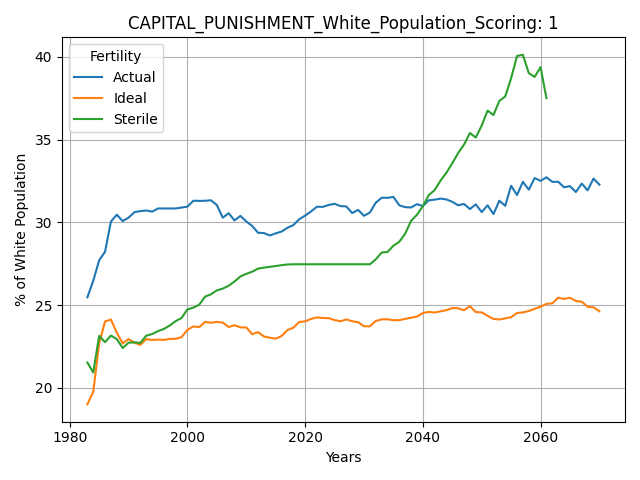 CAPITAL_PUNISHMENT_White_Population_Scoring: 1
Fertility
Actual
Ideal
Sterile
% of White Population
40
35
30
25
20
1980
2000
2020
2040
2060
Years